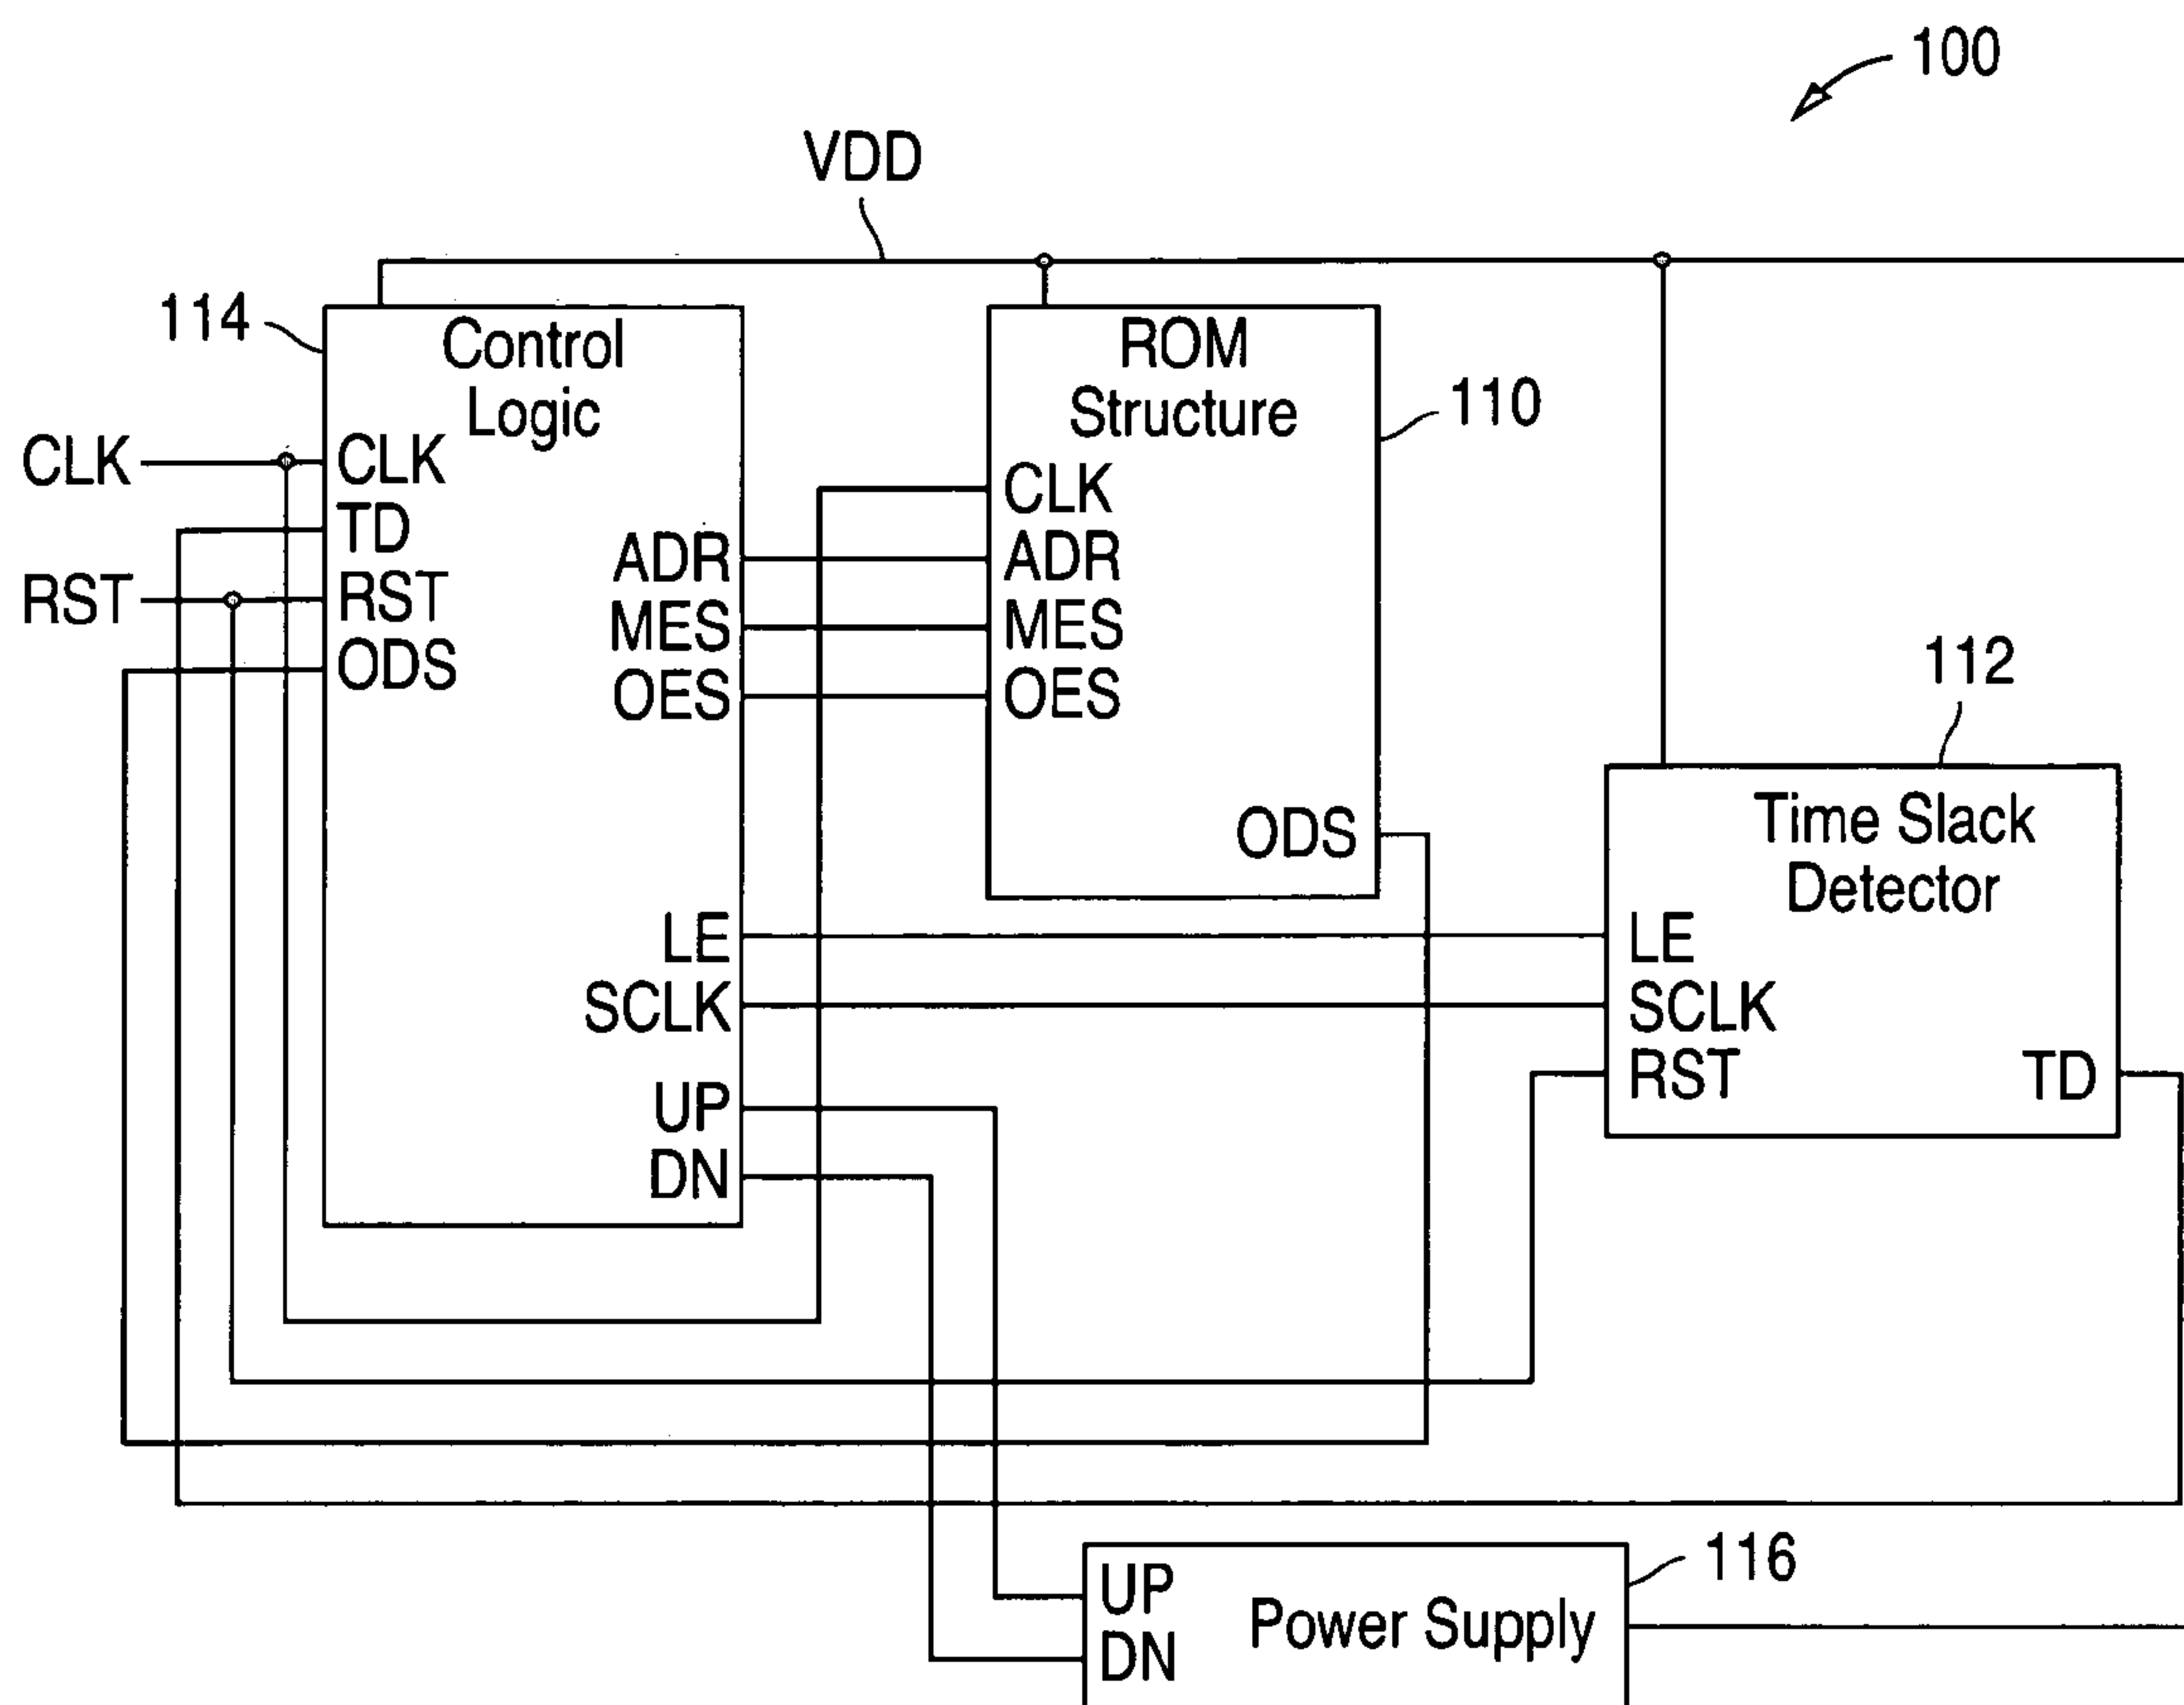 100
VDD
114
Control
Logic
CLK
CLK
TD
RST
RST
ODS
ADR
MES
OES
LE
SCLK
UP
DN
ROM
Structure
110
CLK
ADR
MES
OES
ODS
112
Time Slack
Detector
LE
SCLK
RST
TD
116
UP
DN
Power Supply